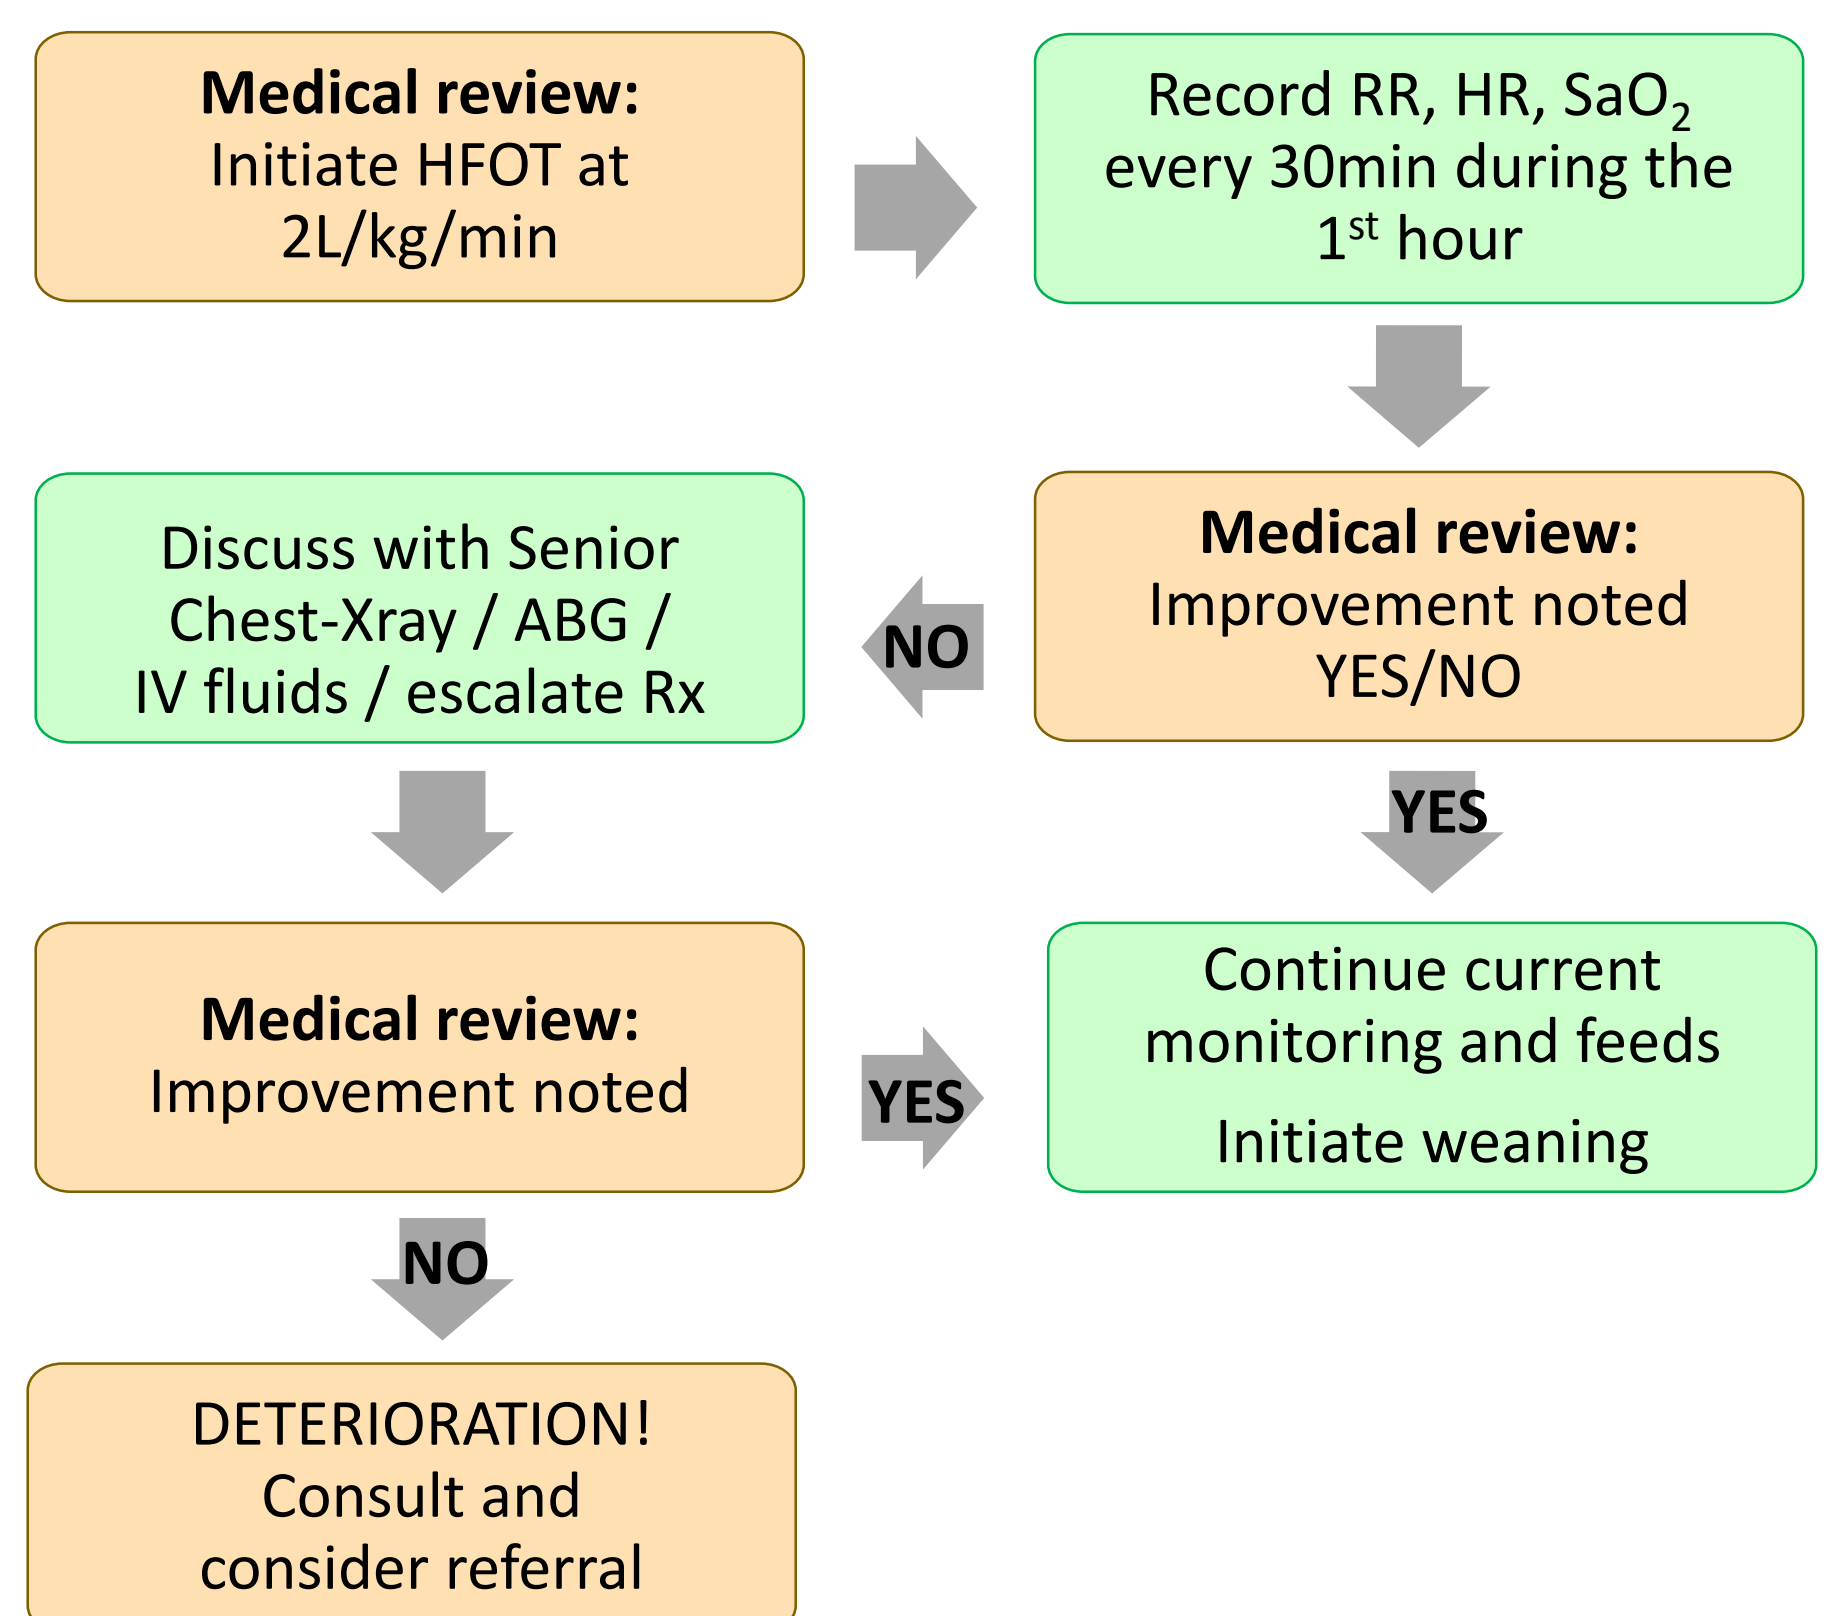 Medical review:
Initiate HFOT at
2L/kg/min
Record RR, HR, SaO₂
every 30min during the
1ˢᵗ hour
Medical review:
Improvement noted
YES/NO
NO
Discuss with Senior
Chest-Xray / ABG /
IV fluids / escalate Rx
YES
Medical review:
Improvement noted
YES
Continue current
monitoring and feeds
Initiate weaning
NO
DETERIORATION!
Consult and
consider referral